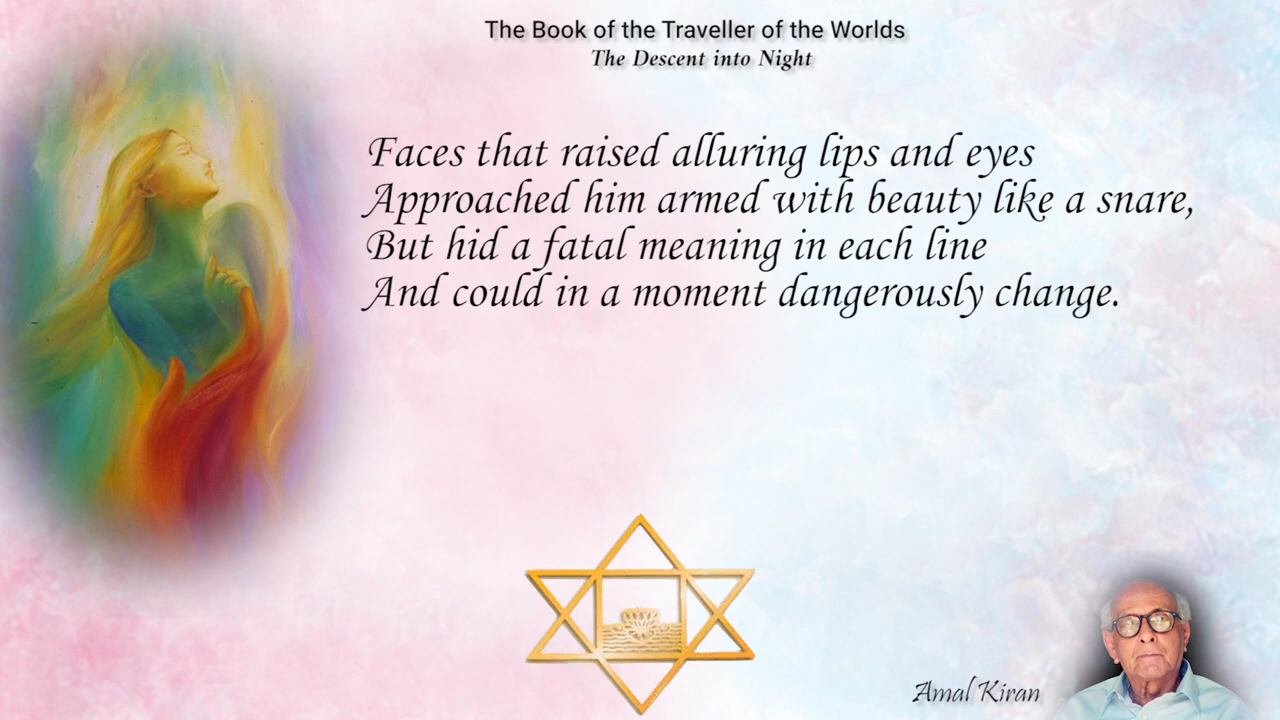 The Book of the Traveller of the Worlds
The Descent into Night
Faces that raised alluring lips and eyes
Approached him armed with beauty like a snare,
But hid a fatal meaning in each line
And could in a moment dangerously change.
Amal Kiran